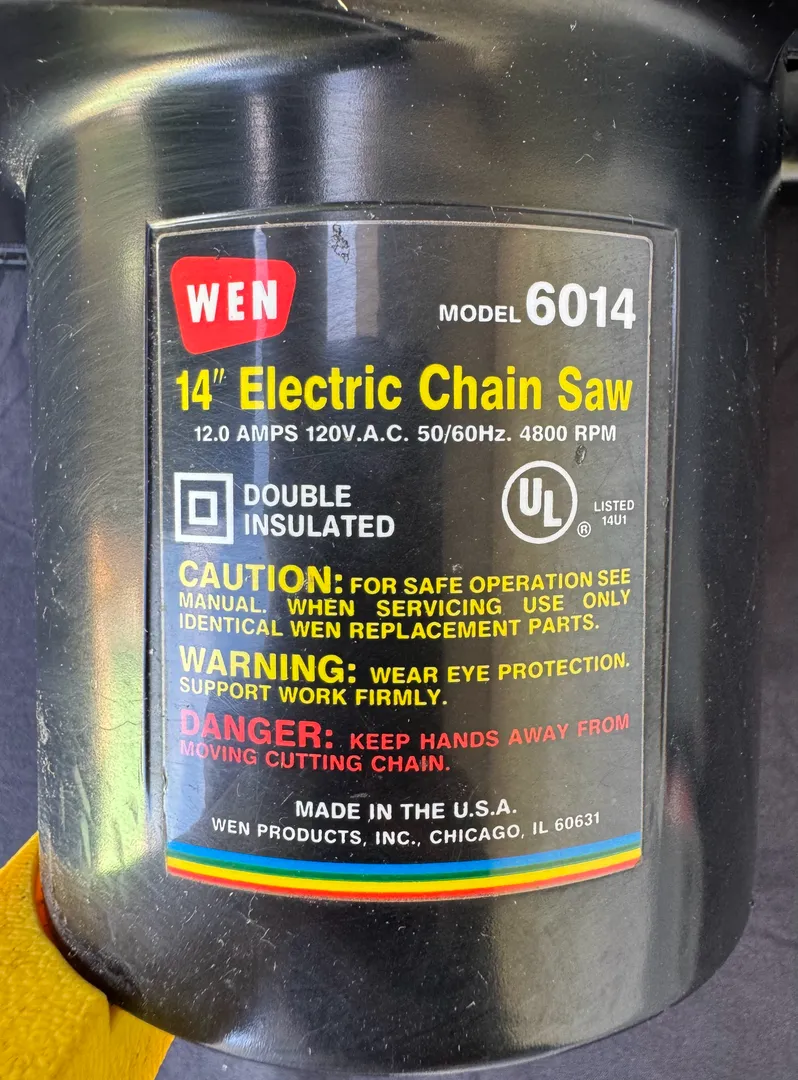 WEN
MODEL 6014
14" Electric Chain Saw
12.0 AMPS 120V.A.C. 50/60Hz. 4800 RPM
DOUBLE
INSULATED
UL ® LISTED
14U1
CAUTION: FOR SAFE OPERATION SEE
MANUAL. WHEN SERVICING USE ONLY
IDENTICAL WEN REPLACEMENT PARTS.
WARNING: WEAR EYE PROTECTION.
SUPPORT WORK FIRMLY.
DANGER: KEEP HANDS AWAY FROM
MOVING CUTTING CHAIN.
MADE IN THE U.S.A.
WEN PRODUCTS, INC., CHICAGO, IL 60631